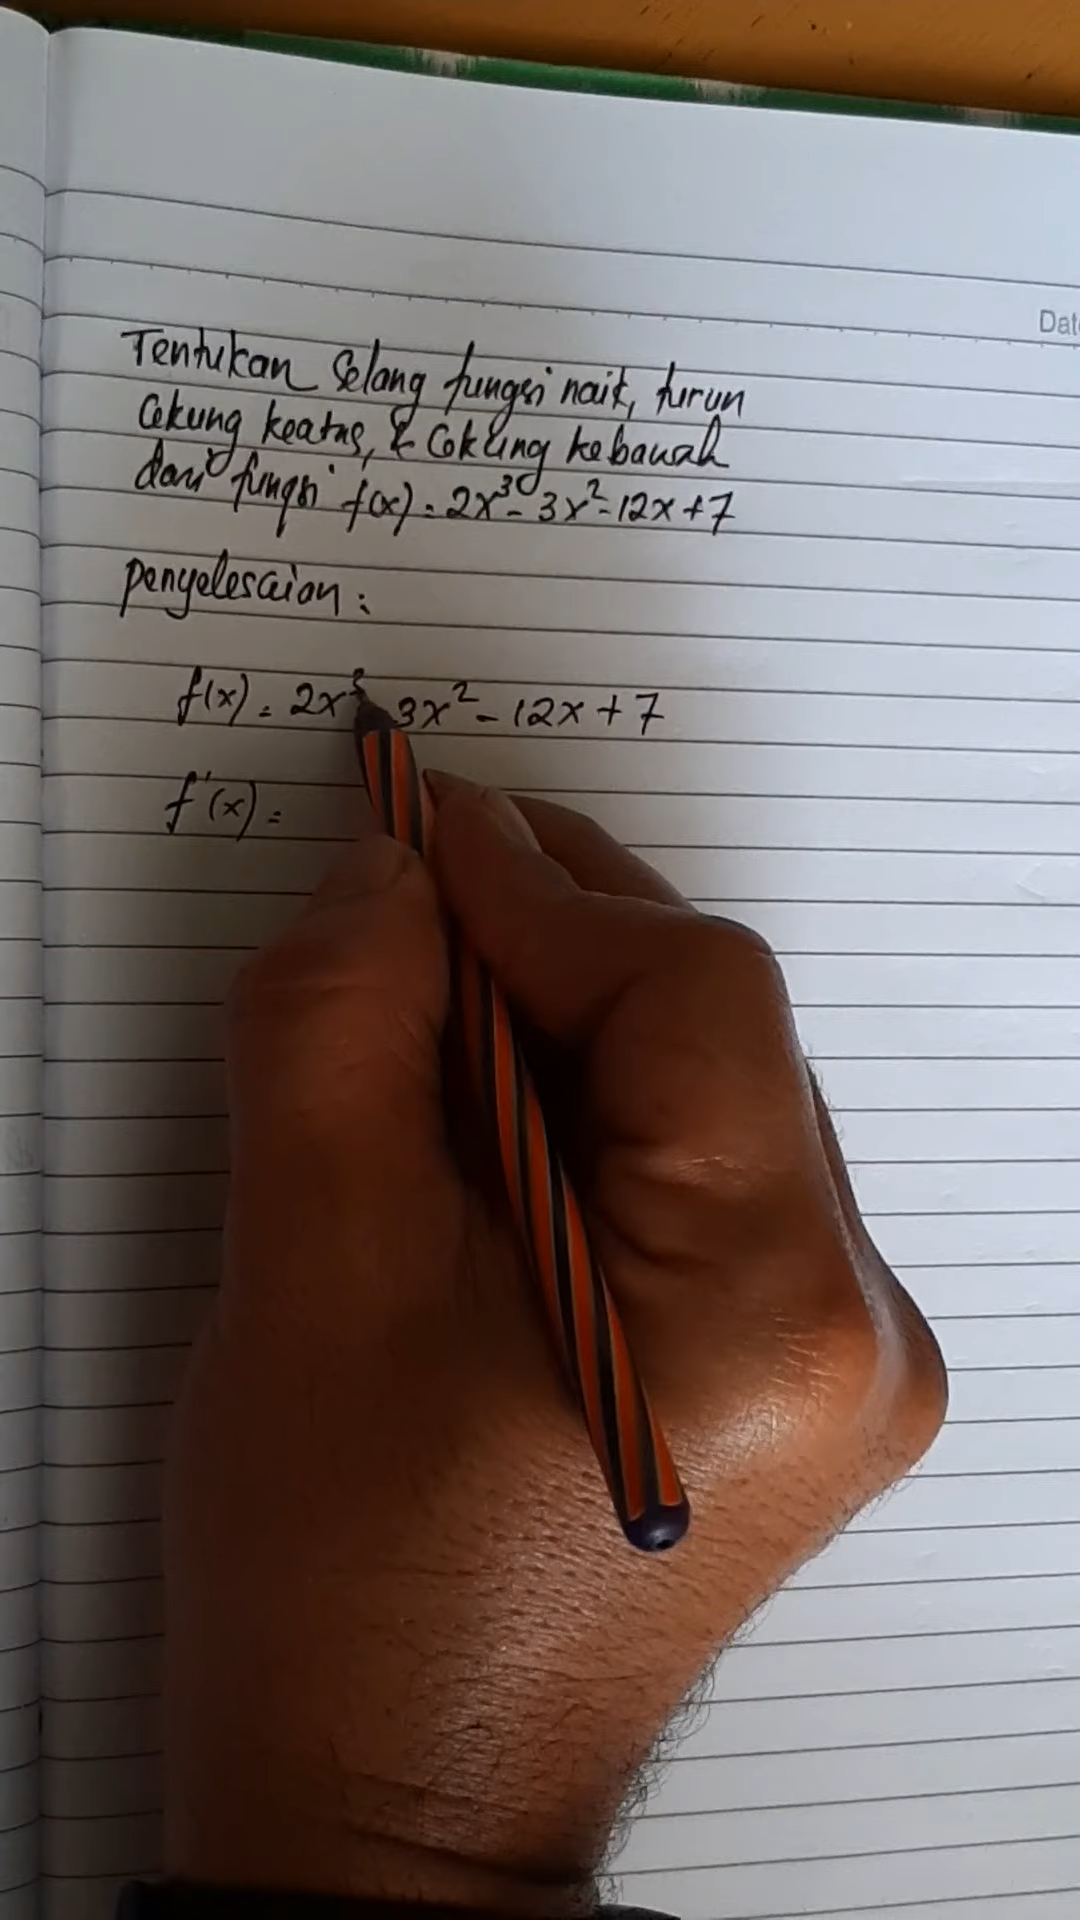 Date
Tentukan Selang fungsi naik, turun
Cekung keatas, & Cekung kebawah
dari fungsi f(x) = 2x³ - 3x² - 12x + 7
penyelesaian :
f(x) = 2x³ 3x² - 12x + 7
f'(x) =